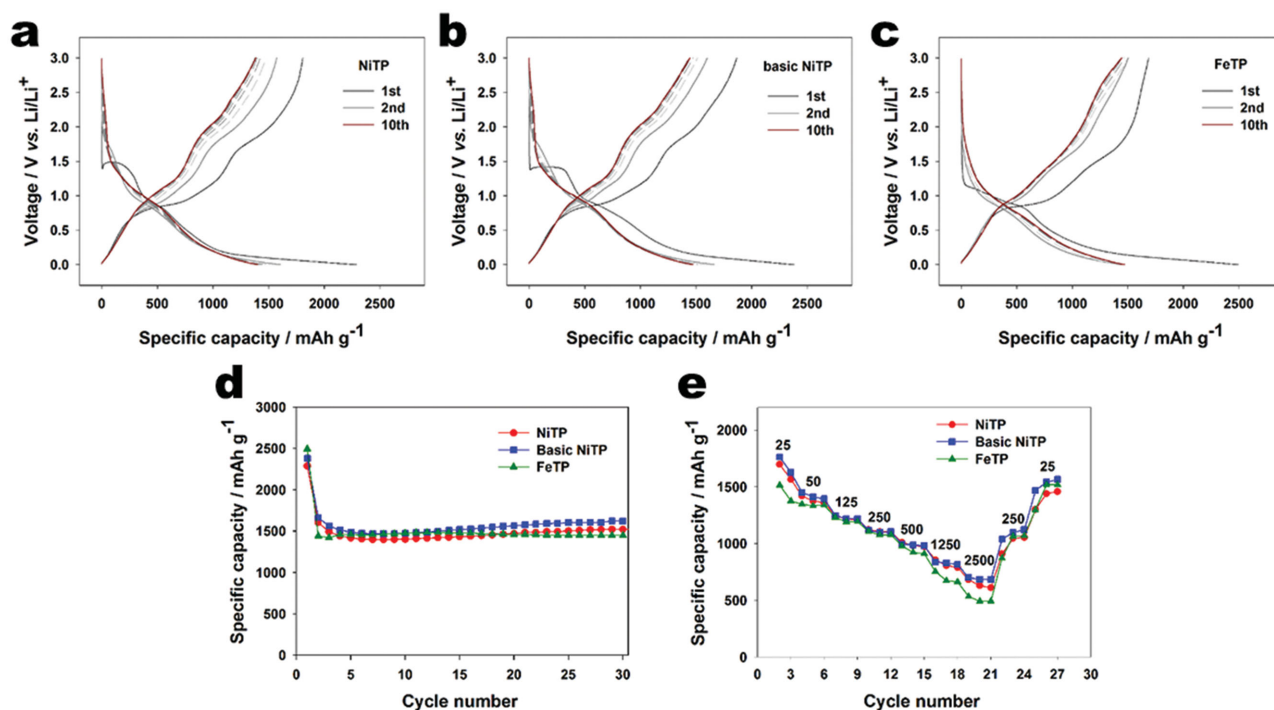 a
NiTP
1st
2nd
10th
Voltage / V vs. Li/Li+
3.0
2.5
2.0
1.5
1.0
0.5
0.0
0 500 1000 1500 2000 2500
Specific capacity / mAh g-1
b
basic NiTP
1st
2nd
10th
Voltage / V vs. Li/Li+
3.0
2.5
2.0
1.5
1.0
0.5
0.0
0 500 1000 1500 2000 2500
Specific capacity / mAh g-1
c
FeTP
1st
2nd
10th
Voltage / V vs. Li/Li+
3.0
2.5
2.0
1.5
1.0
0.5
0.0
0 500 1000 1500 2000 2500
Specific capacity / mAh g-1
d
NiTP
Basic NiTP
FeTP
Specific capacity / mAh g-1
3000
2500
2000
1500
1000
500
0
0 5 10 15 20 25 30
Cycle number
e
NiTP
Basic NiTP
FeTP
25
50
125
250
500
1250
2500
250
25
Specific capacity / mAh g-1
2000
1500
1000
500
0
0 3 6 9 12 15 18 21 24 27 30
Cycle number